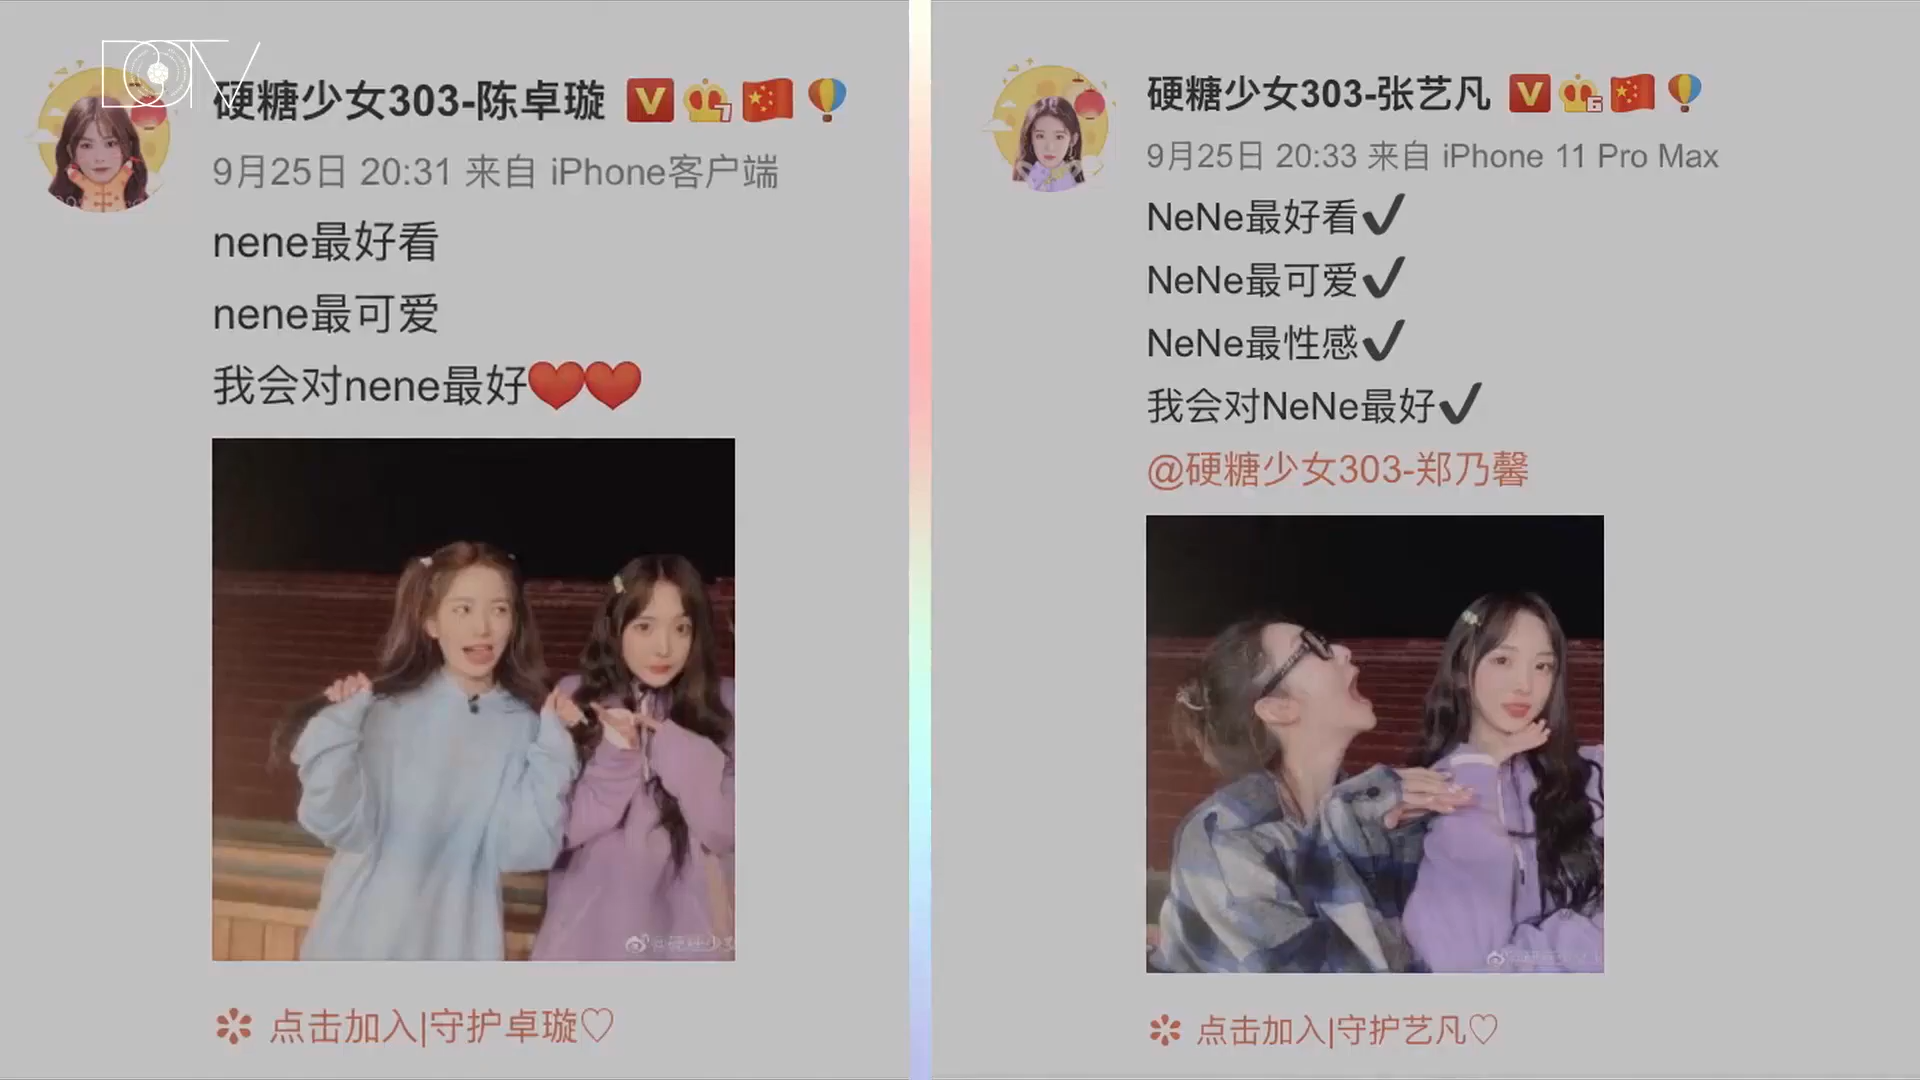 DOTV
硬糖少女303-陈卓璇
7
9月25日 20:31 来自 iPhone客户端
nene最好看
nene最可爱
我会对nene最好❤❤
点击加入|守护卓璇♡
硬糖少女303-张艺凡
6
9月25日 20:33 来自 iPhone 11 Pro Max
NeNe最好看✔
NeNe最可爱✔
NeNe最性感✔
我会对NeNe最好✔
@硬糖少女303-郑乃馨
点击加入|守护艺凡♡